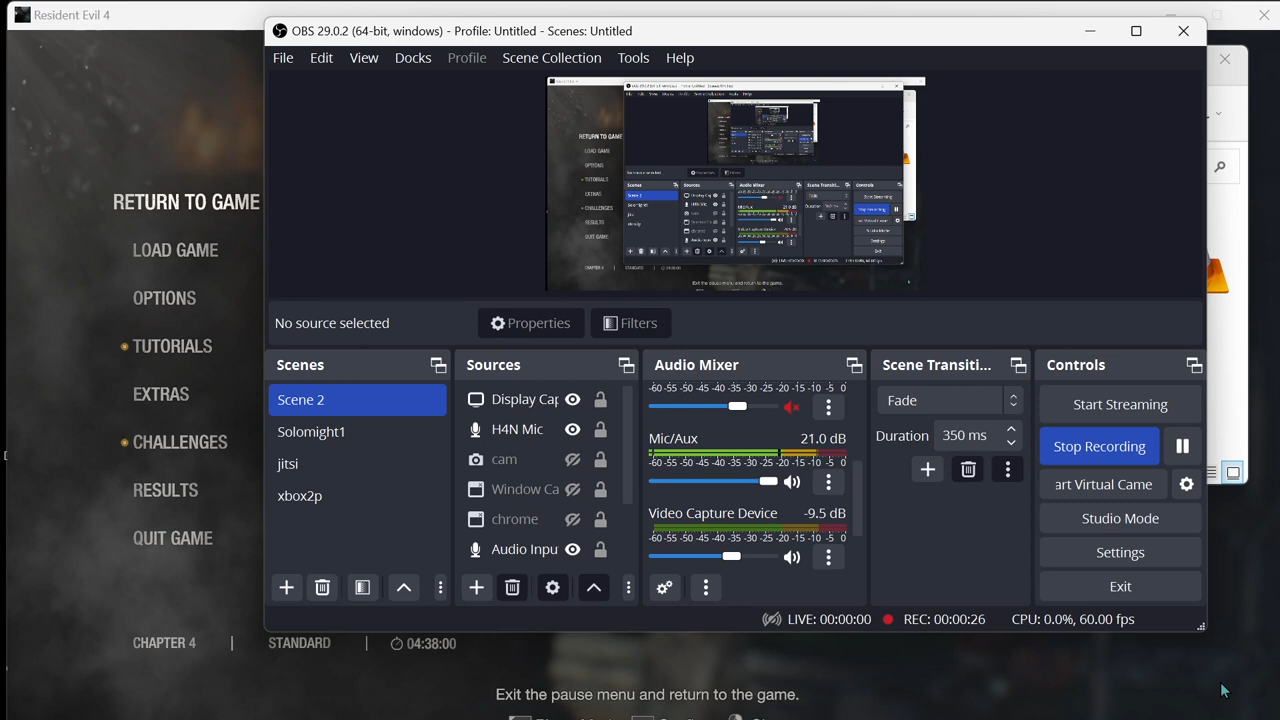 Resident Evil 4
OBS 29.0.2 (64-bit, windows) - Profile: Untitled - Scenes: Untitled
File Edit View Docks Profile Scene Collection Tools Help
RETURN TO GAME
LOAD GAME
OPTIONS
TUTORIALS
EXTRAS
CHALLENGES
RESULTS
QUIT GAME
CHAPTER 4 | STANDARD | 04:38:00
Exit the pause menu and return to the game.
No source selected
Properties
Filters
Scenes
Scene 2
Solomight1
jitsi
xbox2p
Sources
Display Cap
H4N Mic
cam
Window Ca
chrome
Audio Inpu
Audio Mixer
-60 -55 -50 -45 -40 -35 -30 -25 -20 -15 -10 -5 0
Mic/Aux 21.0 dB
-60 -55 -50 -45 -40 -35 -30 -25 -20 -15 -10 -5 0
Video Capture Device -9.5 dB
-60 -55 -50 -45 -40 -35 -30 -25 -20 -15 -10 -5 0
Scene Transiti...
Fade
Duration 350 ms
Controls
Start Streaming
Stop Recording
art Virtual Came
Studio Mode
Settings
Exit
LIVE: 00:00:00 REC: 00:00:26 CPU: 0.0%, 60.00 fps